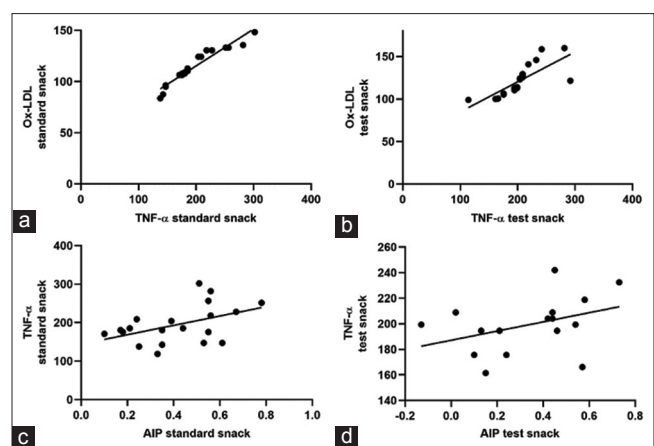 150
100
50
0
Ox-LDL
standard snack
0 100 200 300 400
TNF-α standard snack
a
150
100
50
0
Ox-LDL
test snack
0 100 200 300 400
TNF-α test snack
b
400
300
200
100
0
TNF-α
standard snack
0.0 0.2 0.4 0.6 0.8 1.0
AIP standard snack
c
260
240
220
200
180
160
140
TNF-α
test snack
-0.2 0.0 0.2 0.4 0.6 0.8
AIP test snack
d